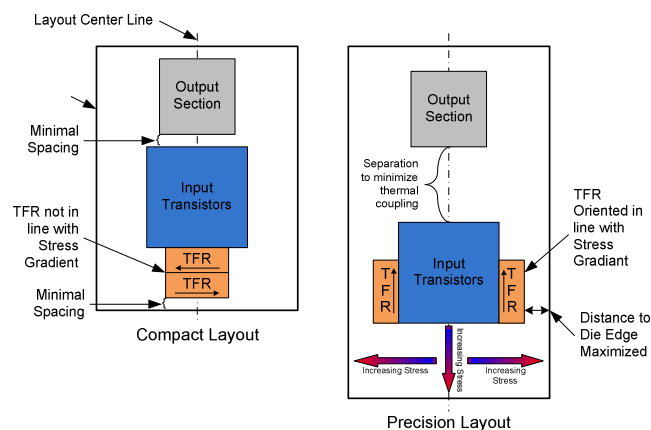 Layout Center Line
Output
Section
Minimal
Spacing
Input
Transistors
TFR not in
line with
Stress
Gradient
TFR
TFR
Minimal
Spacing
Compact Layout
Output
Section
Separation
to minimize
thermal
coupling
TFR
Oriented in
line with
Stress
Gradiant
Input
Transistors
T
F
R
T
F
R
Distance to
Die Edge
Maximized
Increasing Stress
Increasing Stress
Increasing
Stress
Precision Layout